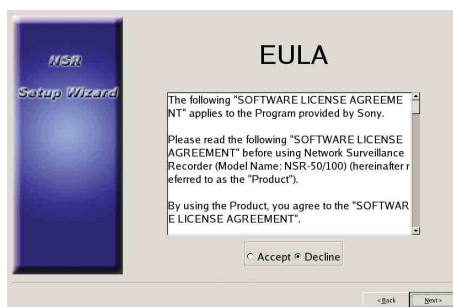 NSR
Setup Wizard
EULA
The following "SOFTWARE LICENSE AGREEME
NT" applies to the Program provided by Sony.
Please read the following "SOFTWARE LICENSE
AGREEMENT" before using Network Surveillance
Recorder (Model Name: NSR-50/100) (hereinafter r
eferred to as the "Product").
By using the Product, you agree to the "SOFTWAR
E LICENSE AGREEMENT".
Accept Decline
< Back Next >